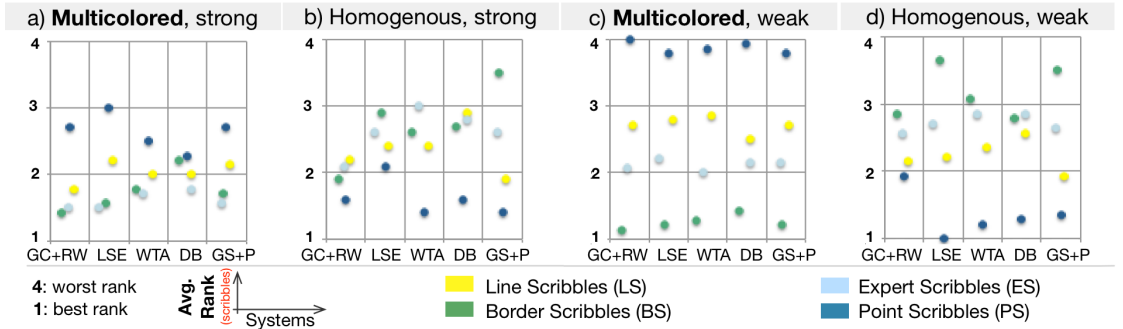 a) Multicolored, strong
b) Homogenous, strong
c) Multicolored, weak
d) Homogenous, weak
4
3
2
1
GC+RW LSE WTA DB GS+P
4
3
2
1
GC+RW LSE WTA DB GS+P
4
3
2
1
GC+RW LSE WTA DB GS+P
4
3
2
1
GC+RW LSE WTA DB GS+P
4: worst rank
1: best rank
Avg.
Rank
(scribbles)
Systems
Line Scribbles (LS)
Border Scribbles (BS)
Expert Scribbles (ES)
Point Scribbles (PS)